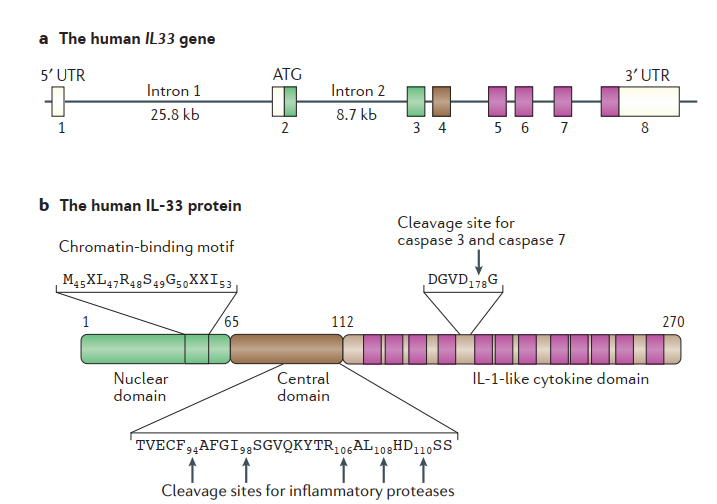 a The human IL33 gene
5′ UTR ATG 3′ UTR
Intron 1 Intron 2
25.8 kb 8.7 kb
1 2 3 4 5 6 7 8
b The human IL-33 protein
Cleavage site for
caspase 3 and caspase 7
Chromatin-binding motif
M45XL47R48S49G50XXI53 DGVD178G
1 65 112 270
Nuclear
domain
Central
domain
IL-1-like cytokine domain
TVECF94AFGI98SGVQKYTR106AL108HD110SS
Cleavage sites for inflammatory proteases